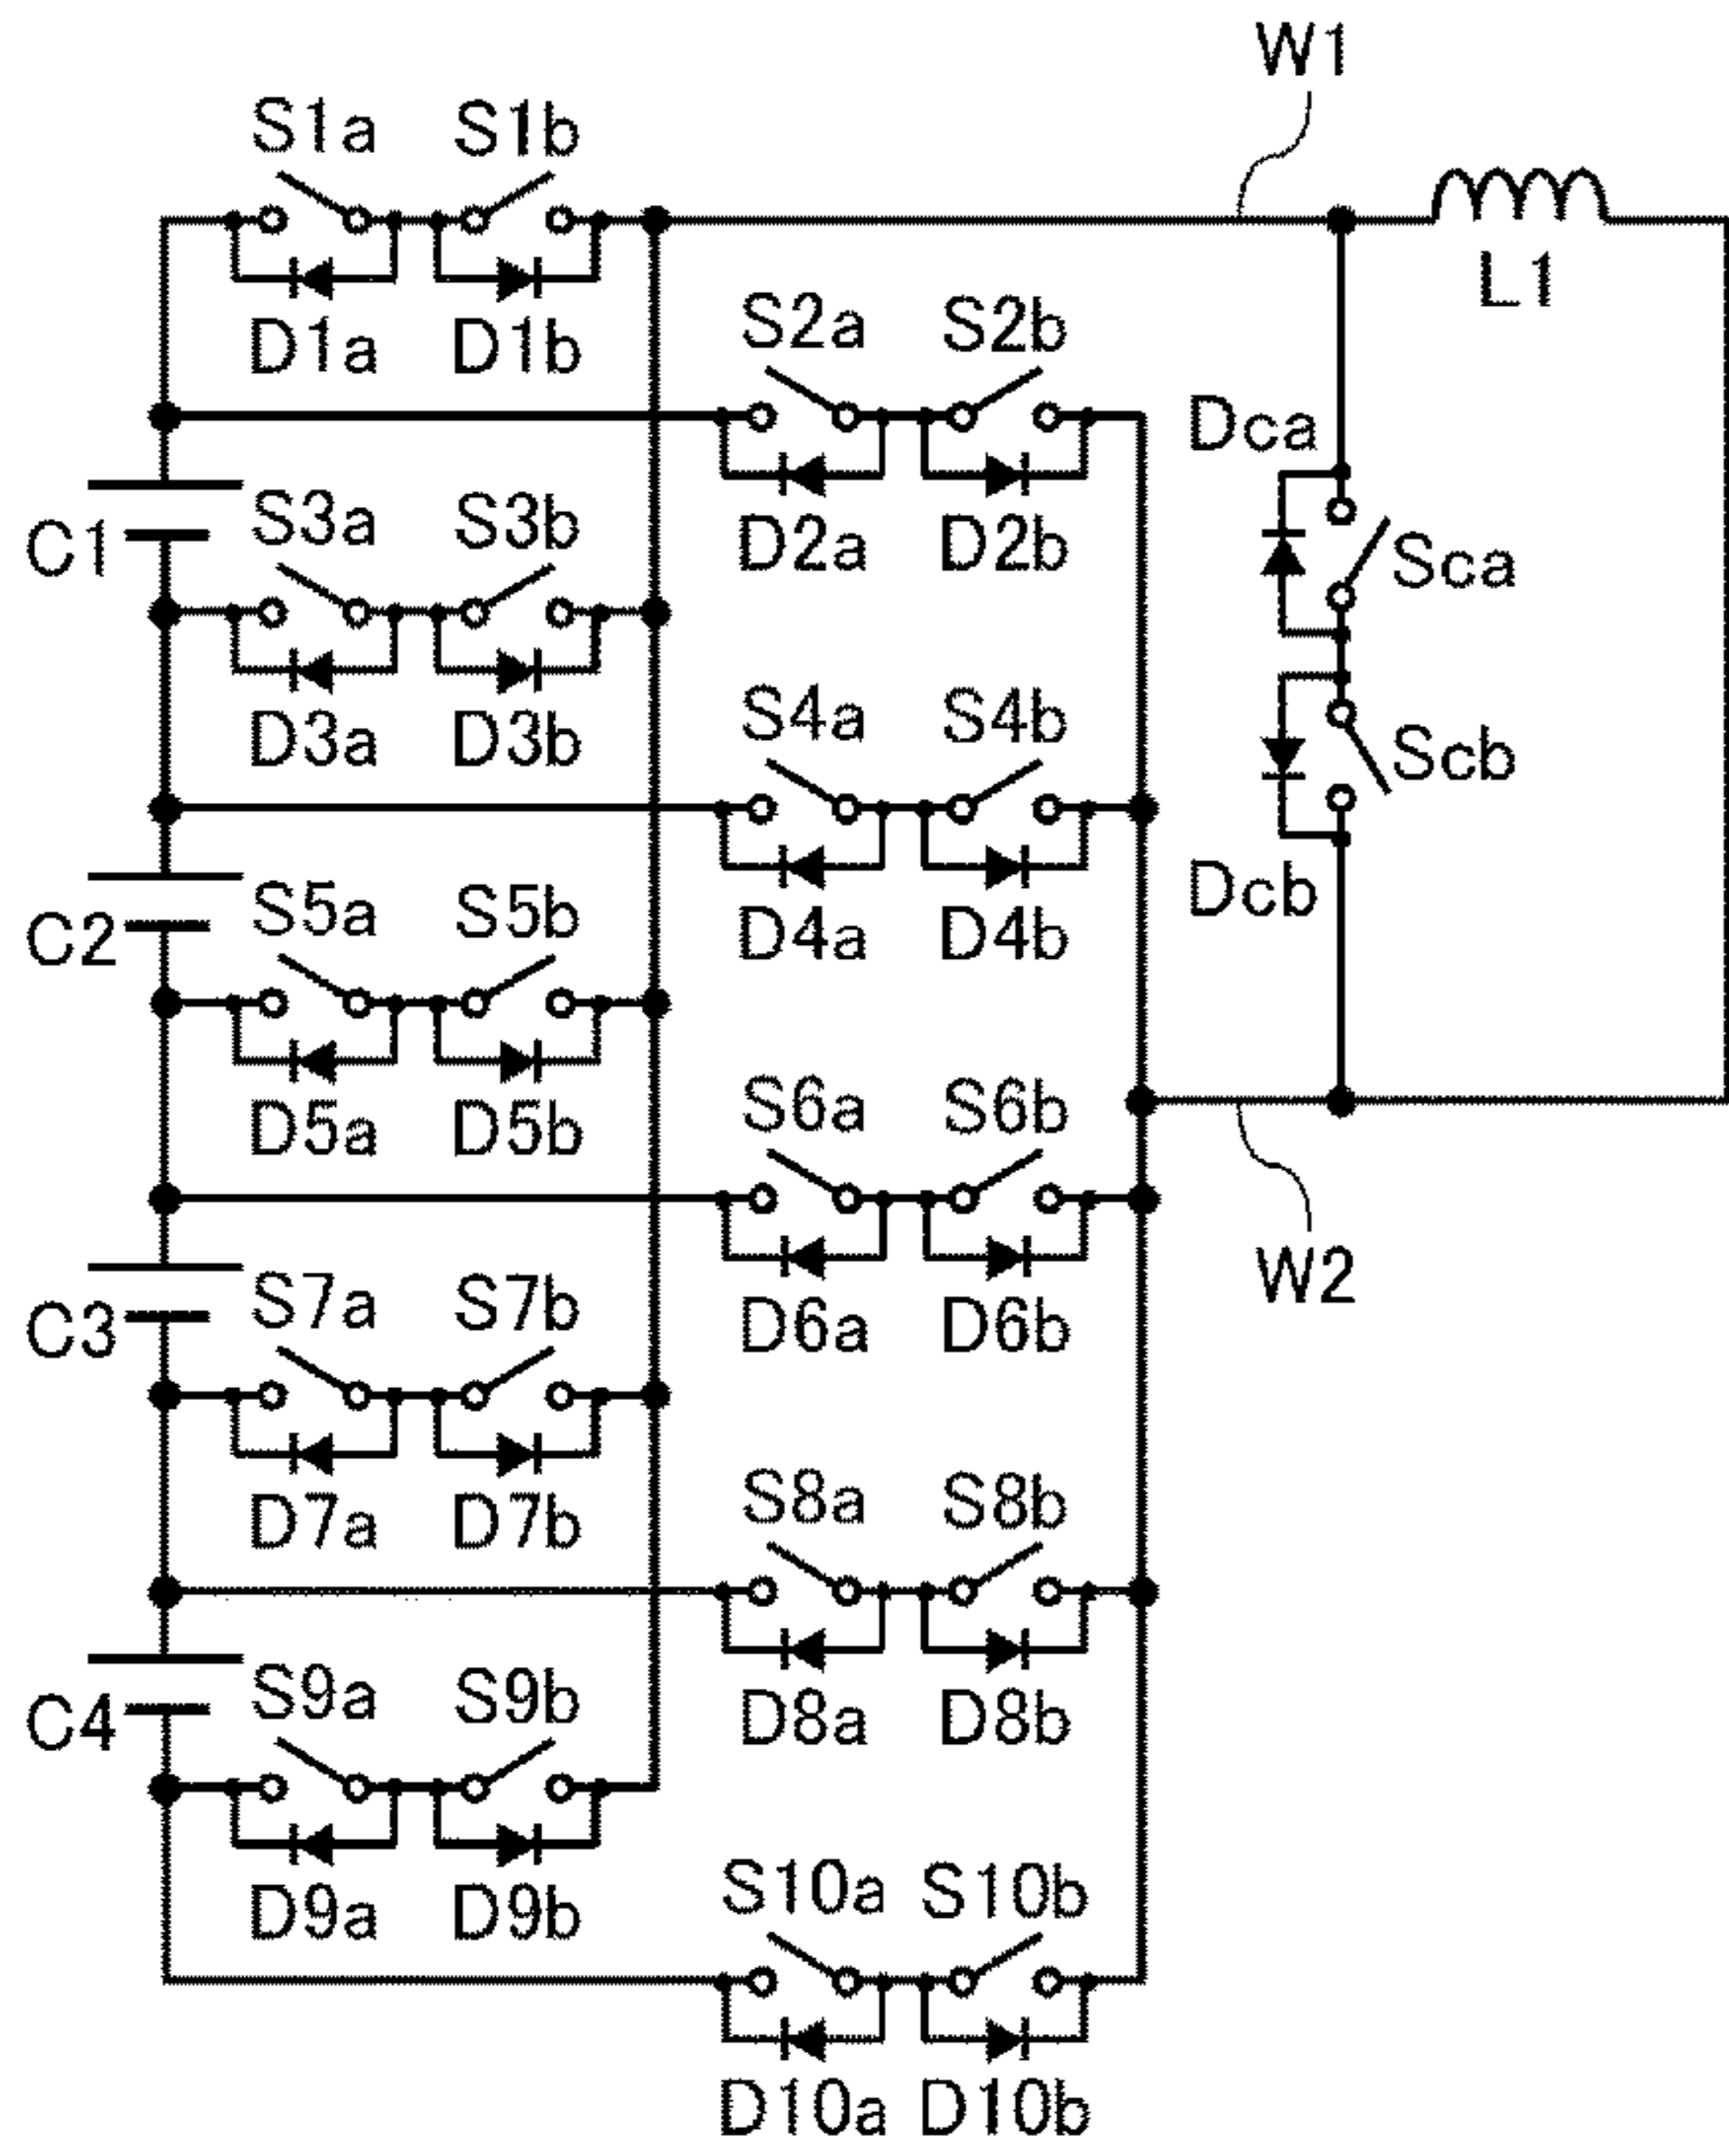 W1
S1a S1b
L1
D1a D1b
S2a S2b
Dca
C1
S3a S3b
D2a D2b
Sca
D3a D3b
S4a S4b
Scb
Dcb
C2
S5a S5b
D4a D4b
D5a D5b
S6a S6b
W2
C3
S7a S7b
D6a D6b
D7a D7b
S8a S8b
C4
S9a S9b
D8a D8b
D9a D9b
S10a S10b
D10a D10b